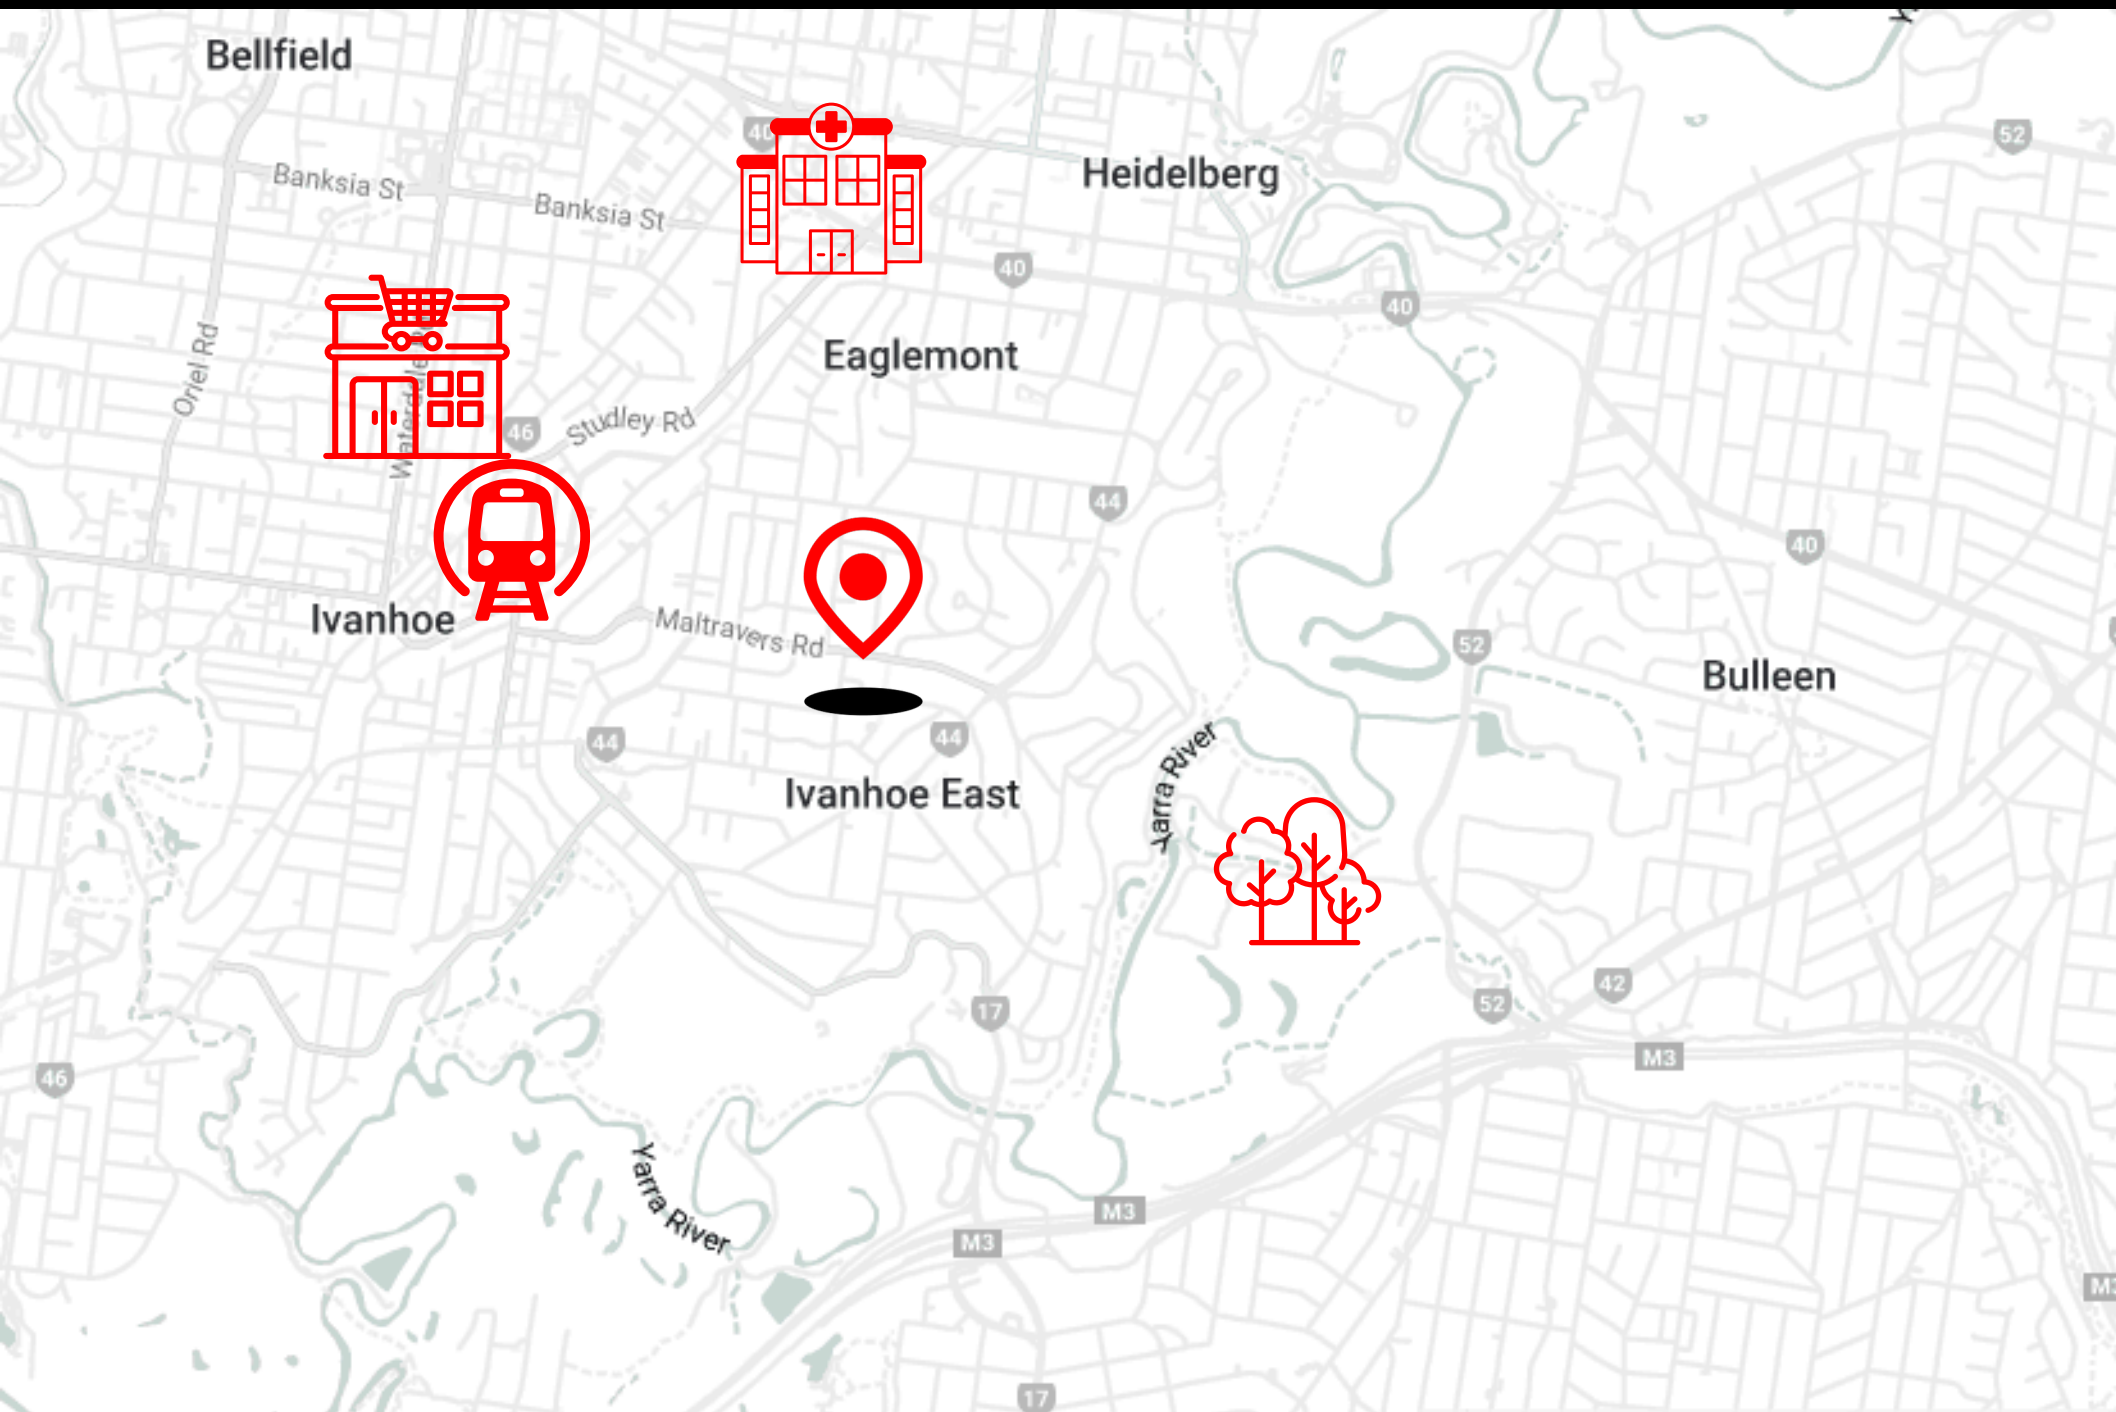 Bellfield
52
40
Heidelberg
Banksia St
Banksia St
40
40
Eaglemont
Oriel Rd
46
Studley Rd
44
40
Ivanhoe
Maltravers Rd
52
Bulleen
44
44
Yarra River
Ivanhoe East
42
52
17
M3
46
Yarra River
M3
M3
17